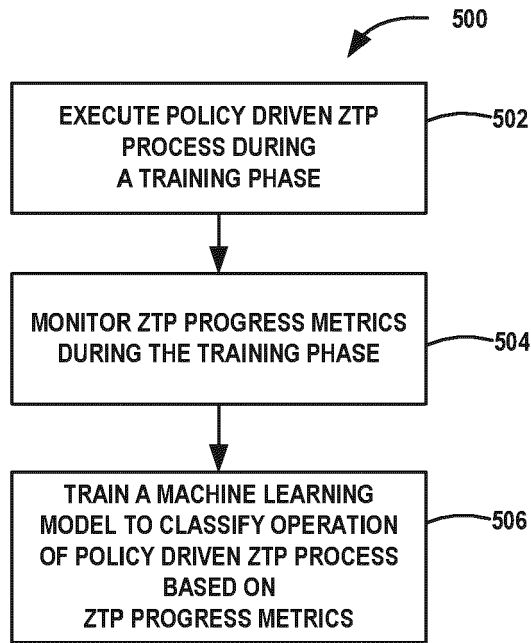 500
EXECUTE POLICY DRIVEN ZTP
PROCESS DURING
A TRAINING PHASE
502
MONITOR ZTP PROGRESS METRICS
DURING THE TRAINING PHASE
504
TRAIN A MACHINE LEARNING
MODEL TO CLASSIFY OPERATION
OF POLICY DRIVEN ZTP PROCESS
BASED ON
ZTP PROGRESS METRICS
506